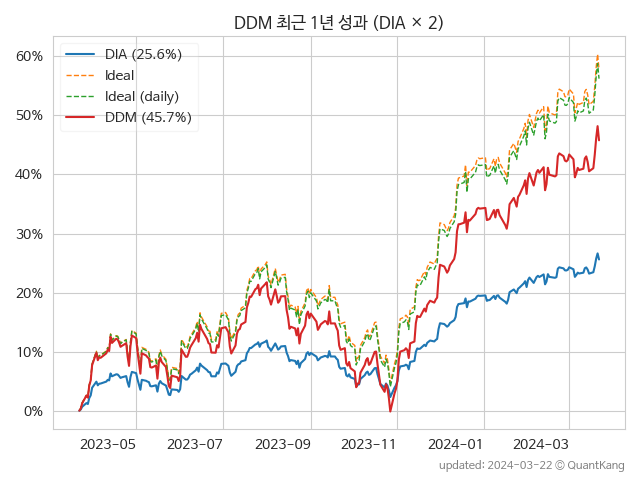 DDM 최근 1년 성과 (DIA × 2)
DIA (25.6%)
Ideal
Ideal (daily)
DDM (45.7%)
60%
50%
40%
30%
20%
10%
0%
2023-05 2023-07 2023-09 2023-11 2024-01 2024-03
updated: 2024-03-22 © QuantKang